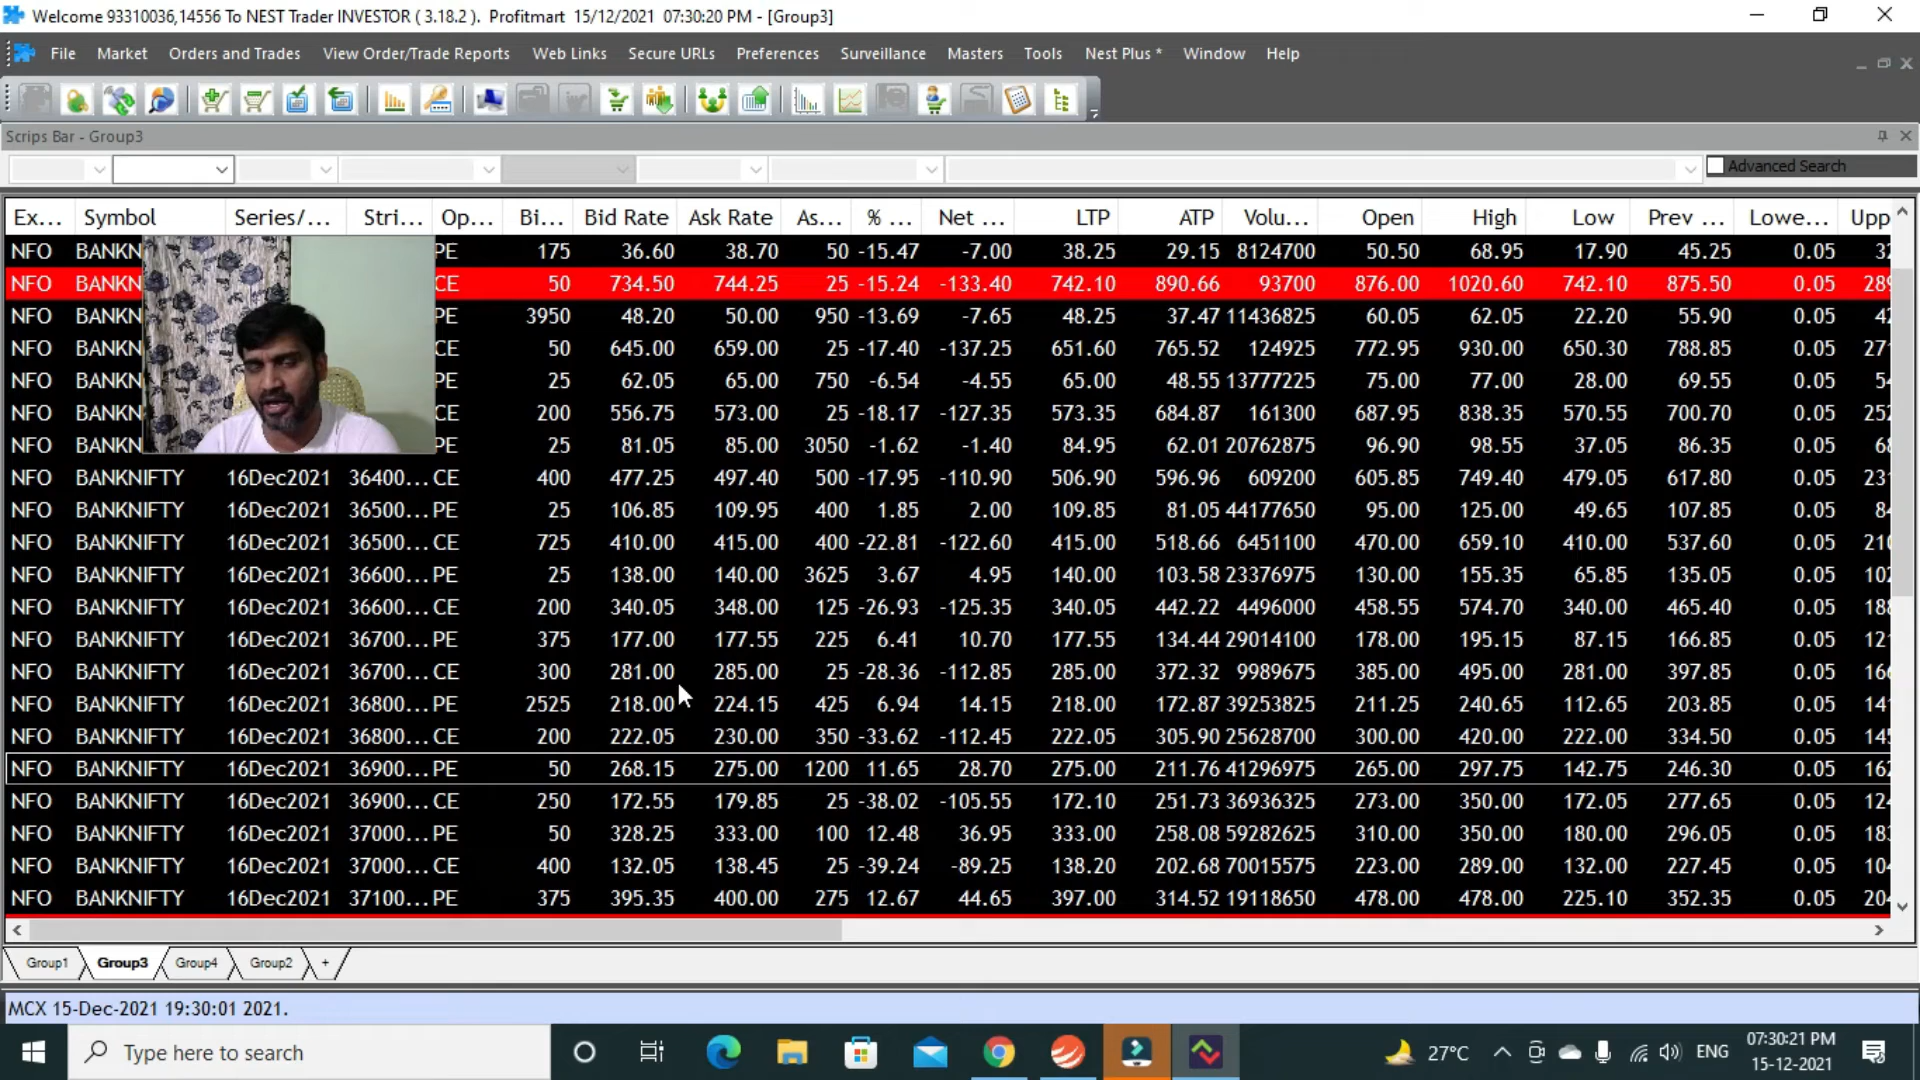 Welcome 93310036,14556 To NEST Trader INVESTOR ( 3.18.2 ). Profitmart 15/12/2021 07:30:20 PM - [Group3]
File Market Orders and Trades View Order/Trade Reports Web Links Secure URLs Preferences Surveillance Masters Tools Nest Plus * Window Help
Scrips Bar - Group3
Advanced Search
Ex... Symbol Series/... Stri... Op... Bi... Bid Rate Ask Rate As... % ... Net ... LTP ATP Volu... Open High Low Prev ... Lowe... Upp
NFO BANKN PE 175 36.60 38.70 50 -15.47 -7.00 38.25 29.15 8124700 50.50 68.95 17.90 45.25 0.05 32
NFO BANKN CE 50 734.50 744.25 25 -15.24 -133.40 742.10 890.66 93700 876.00 1020.60 742.10 875.50 0.05 289
NFO BANKN PE 3950 48.20 50.00 950 -13.69 -7.65 48.25 37.47 11436825 60.05 62.05 22.20 55.90 0.05 42
NFO BANKN CE 50 645.00 659.00 25 -17.40 -137.25 651.60 765.52 124925 772.95 930.00 650.30 788.85 0.05 271
NFO BANKN PE 25 62.05 65.00 750 -6.54 -4.55 65.00 48.55 13777225 75.00 77.00 28.00 69.55 0.05 54
NFO BANKN CE 200 556.75 573.00 25 -18.17 -127.35 573.35 684.87 161300 687.95 838.35 570.55 700.70 0.05 252
NFO BANKN PE 25 81.05 85.00 3050 -1.62 -1.40 84.95 62.01 20762875 96.90 98.55 37.05 86.35 0.05 68
NFO BANKNIFTY 16Dec2021 36400... CE 400 477.25 497.40 500 -17.95 -110.90 506.90 596.96 609200 605.85 749.40 479.05 617.80 0.05 231
NFO BANKNIFTY 16Dec2021 36500... PE 25 106.85 109.95 400 1.85 2.00 109.85 81.05 44177650 95.00 125.00 49.65 107.85 0.05 84
NFO BANKNIFTY 16Dec2021 36500... CE 725 410.00 415.00 400 -22.81 -122.60 415.00 518.66 6451100 470.00 659.10 410.00 537.60 0.05 210
NFO BANKNIFTY 16Dec2021 36600... PE 25 138.00 140.00 3625 3.67 4.95 140.00 103.58 23376975 130.00 155.35 65.85 135.05 0.05 102
NFO BANKNIFTY 16Dec2021 36600... CE 200 340.05 348.00 125 -26.93 -125.35 340.05 442.22 4496000 458.55 574.70 340.00 465.40 0.05 188
NFO BANKNIFTY 16Dec2021 36700... PE 375 177.00 177.55 225 6.41 10.70 177.55 134.44 29014100 178.00 195.15 87.15 166.85 0.05 121
NFO BANKNIFTY 16Dec2021 36700... CE 300 281.00 285.00 25 -28.36 -112.85 285.00 372.32 9989675 385.00 495.00 281.00 397.85 0.05 166
NFO BANKNIFTY 16Dec2021 36800... PE 2525 218.00 224.15 425 6.94 14.15 218.00 172.87 39253825 211.25 240.65 112.65 203.85 0.05 141
NFO BANKNIFTY 16Dec2021 36800... CE 200 222.05 230.00 350 -33.62 -112.45 222.05 305.90 25628700 300.00 420.00 222.00 334.50 0.05 145
NFO BANKNIFTY 16Dec2021 36900... PE 50 268.15 275.00 1200 11.65 28.70 275.00 211.76 41296975 265.00 297.75 142.75 246.30 0.05 162
NFO BANKNIFTY 16Dec2021 36900... CE 250 172.55 179.85 25 -38.02 -105.55 172.10 251.73 36936325 273.00 350.00 172.05 277.65 0.05 124
NFO BANKNIFTY 16Dec2021 37000... PE 50 328.25 333.00 100 12.48 36.95 333.00 258.08 59282625 310.00 350.00 180.00 296.05 0.05 183
NFO BANKNIFTY 16Dec2021 37000... CE 400 132.05 138.45 25 -39.24 -89.25 138.20 202.68 70015575 223.00 289.00 132.00 227.45 0.05 104
NFO BANKNIFTY 16Dec2021 37100... PE 375 395.35 400.00 275 12.67 44.65 397.00 314.52 19118650 478.00 478.00 225.10 352.35 0.05 204
Group1 Group3 Group4 Group2 +
MCX 15-Dec-2021 19:30:01 2021.
Type here to search 27°C ENG 07:30:21 PM
15-12-2021